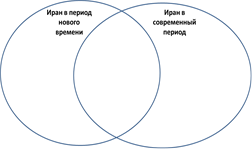 Иран в период
нового
времени
Иран в
современный
период